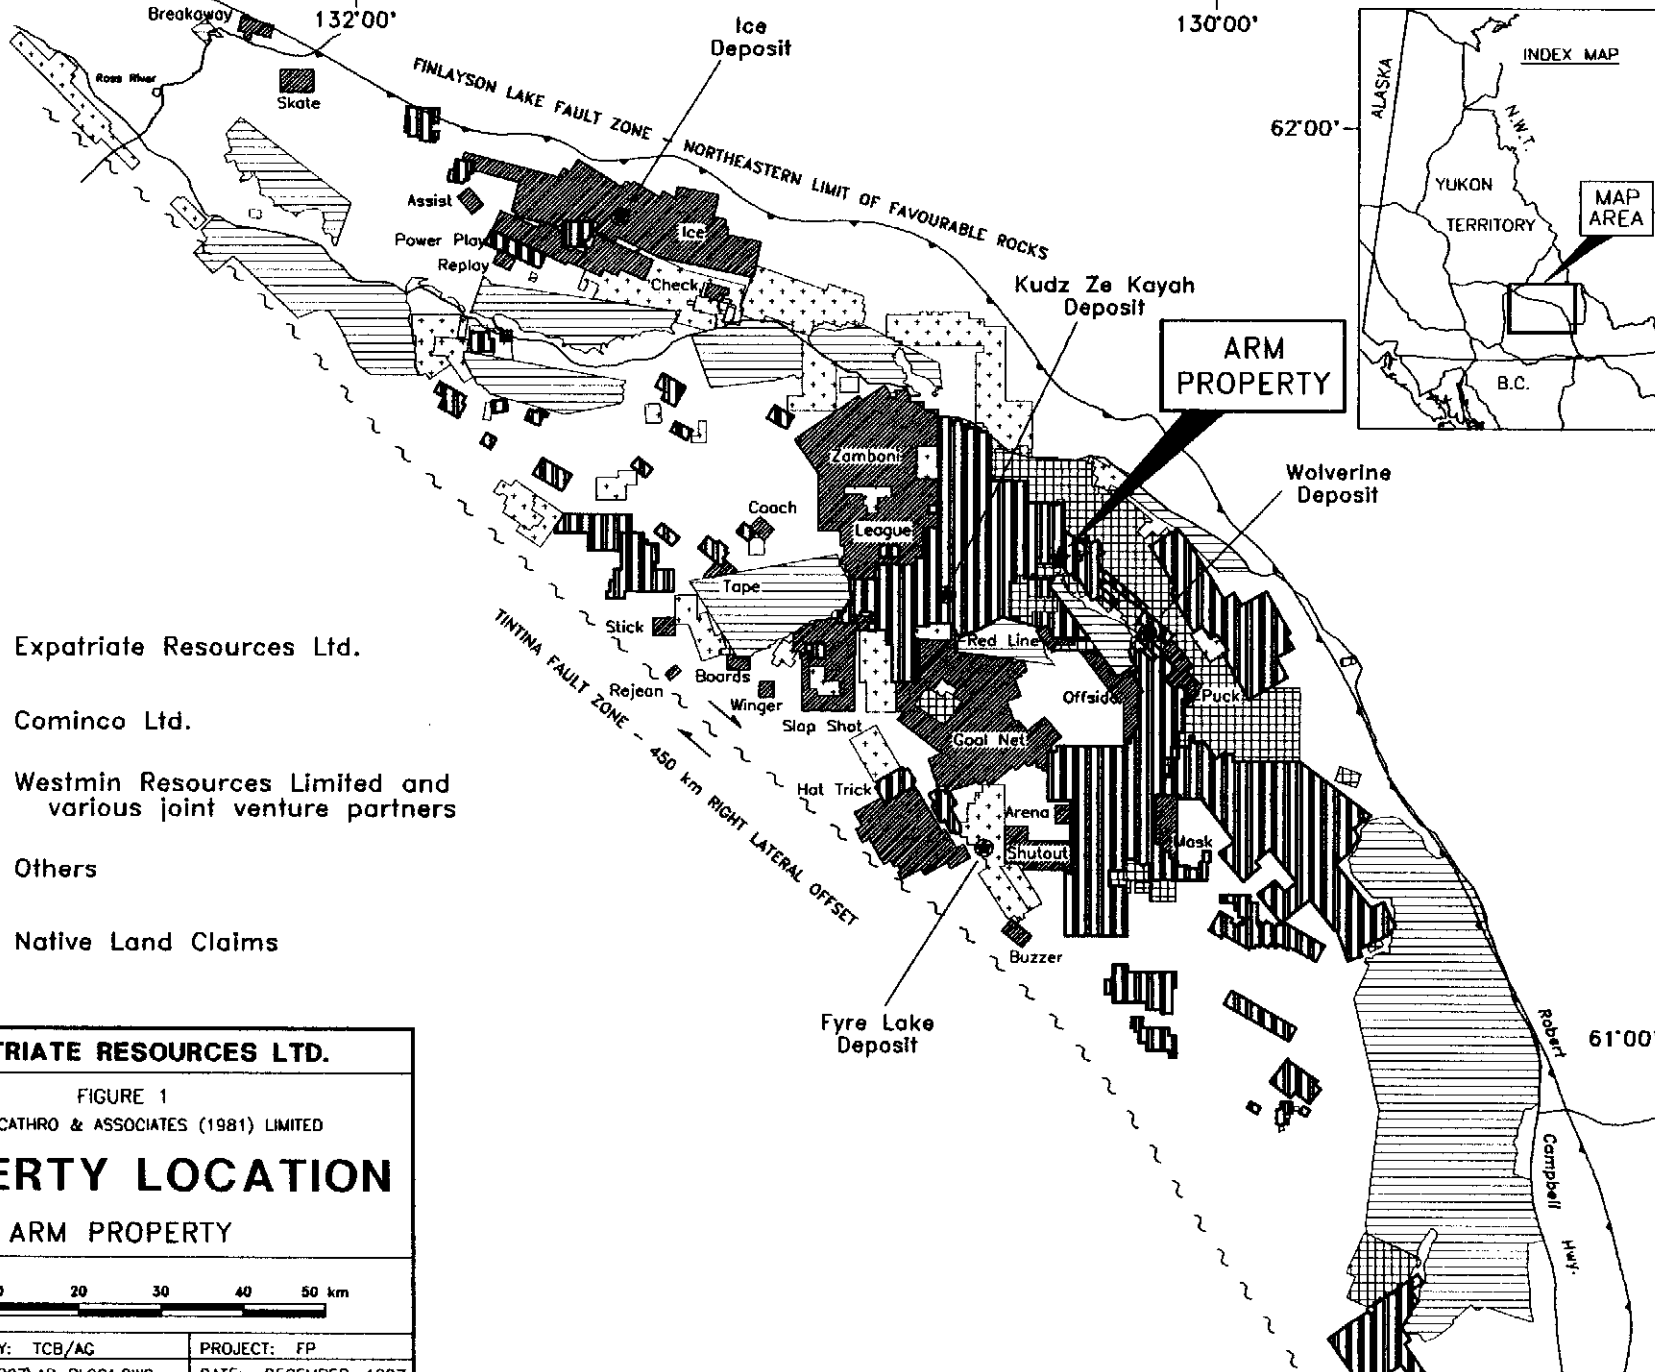 Breakaway
132°00'
Ice
Deposit
130°00'
INDEX MAP
ALASKA
N.W.T.
62°00'
YUKON
TERRITORY
MAP
AREA
B.C.
Ross River
Skate
FINLAYSON LAKE FAULT ZONE - NORTHEASTERN LIMIT OF FAVOURABLE ROCKS
Assist
Power Play
Ice
Replay
Check
Kudz Ze Kayah
Deposit
ARM
PROPERTY
Zamboni
Wolverine
Deposit
Coach
League
Tape
Stick
Red Line
Boards
Rejean
Winger
Offside
Puck
Slap Shot
Goal Net
TINTINA FAULT ZONE - 450 km RIGHT LATERAL OFFSET
Hat Trick
Arena
Shutout
Mask
Buzzer
Fyre Lake
Deposit
Robert
Campbell
Hwy.
61°00'
Expatriate Resources Ltd.
Cominco Ltd.
Westmin Resources Limited and
various joint venture partners
Others
Native Land Claims
TRIATE RESOURCES LTD.
FIGURE 1
CATHRO & ASSOCIATES (1981) LIMITED
ERTY LOCATION
ARM PROPERTY
20 30 40 50 km
Y: TCB/AG
PROJECT: FP
DATE: DECEMBER, 1997